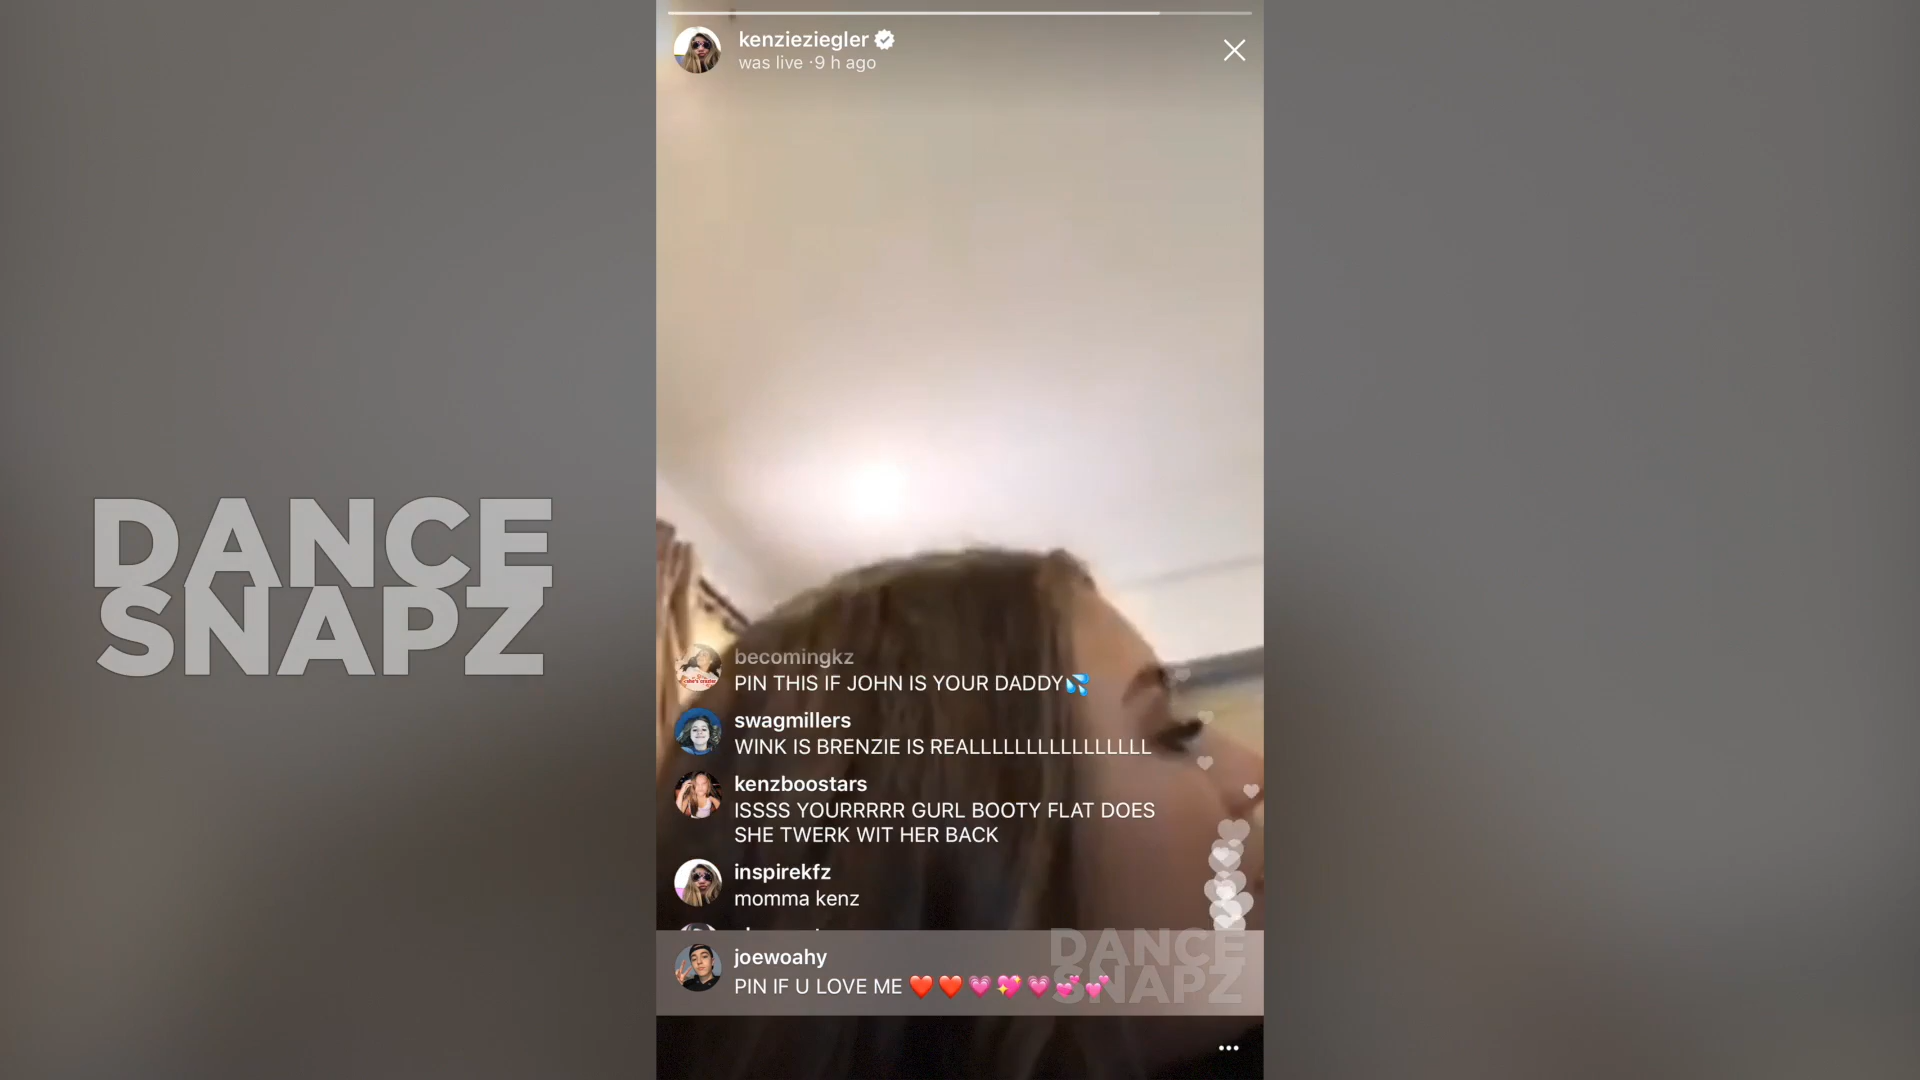 kenzieziegler
was live · 9 h ago
DANCE
SNAPZ
becomingkz
PIN THIS IF JOHN IS YOUR DADDY💦
swagmillers
WINK IS BRENZIE IS REALLLLLLLLLLLLLLLL
kenzboostars
ISSSS YOURRRRR GURL BOOTY FLAT DOES
SHE TWERK WIT HER BACK
inspirekfz
momma kenz
joewoahy
PIN IF U LOVE ME ❤️ ❤️ 💗 💖 💗 💕 💕
DANCE
SNAPZ